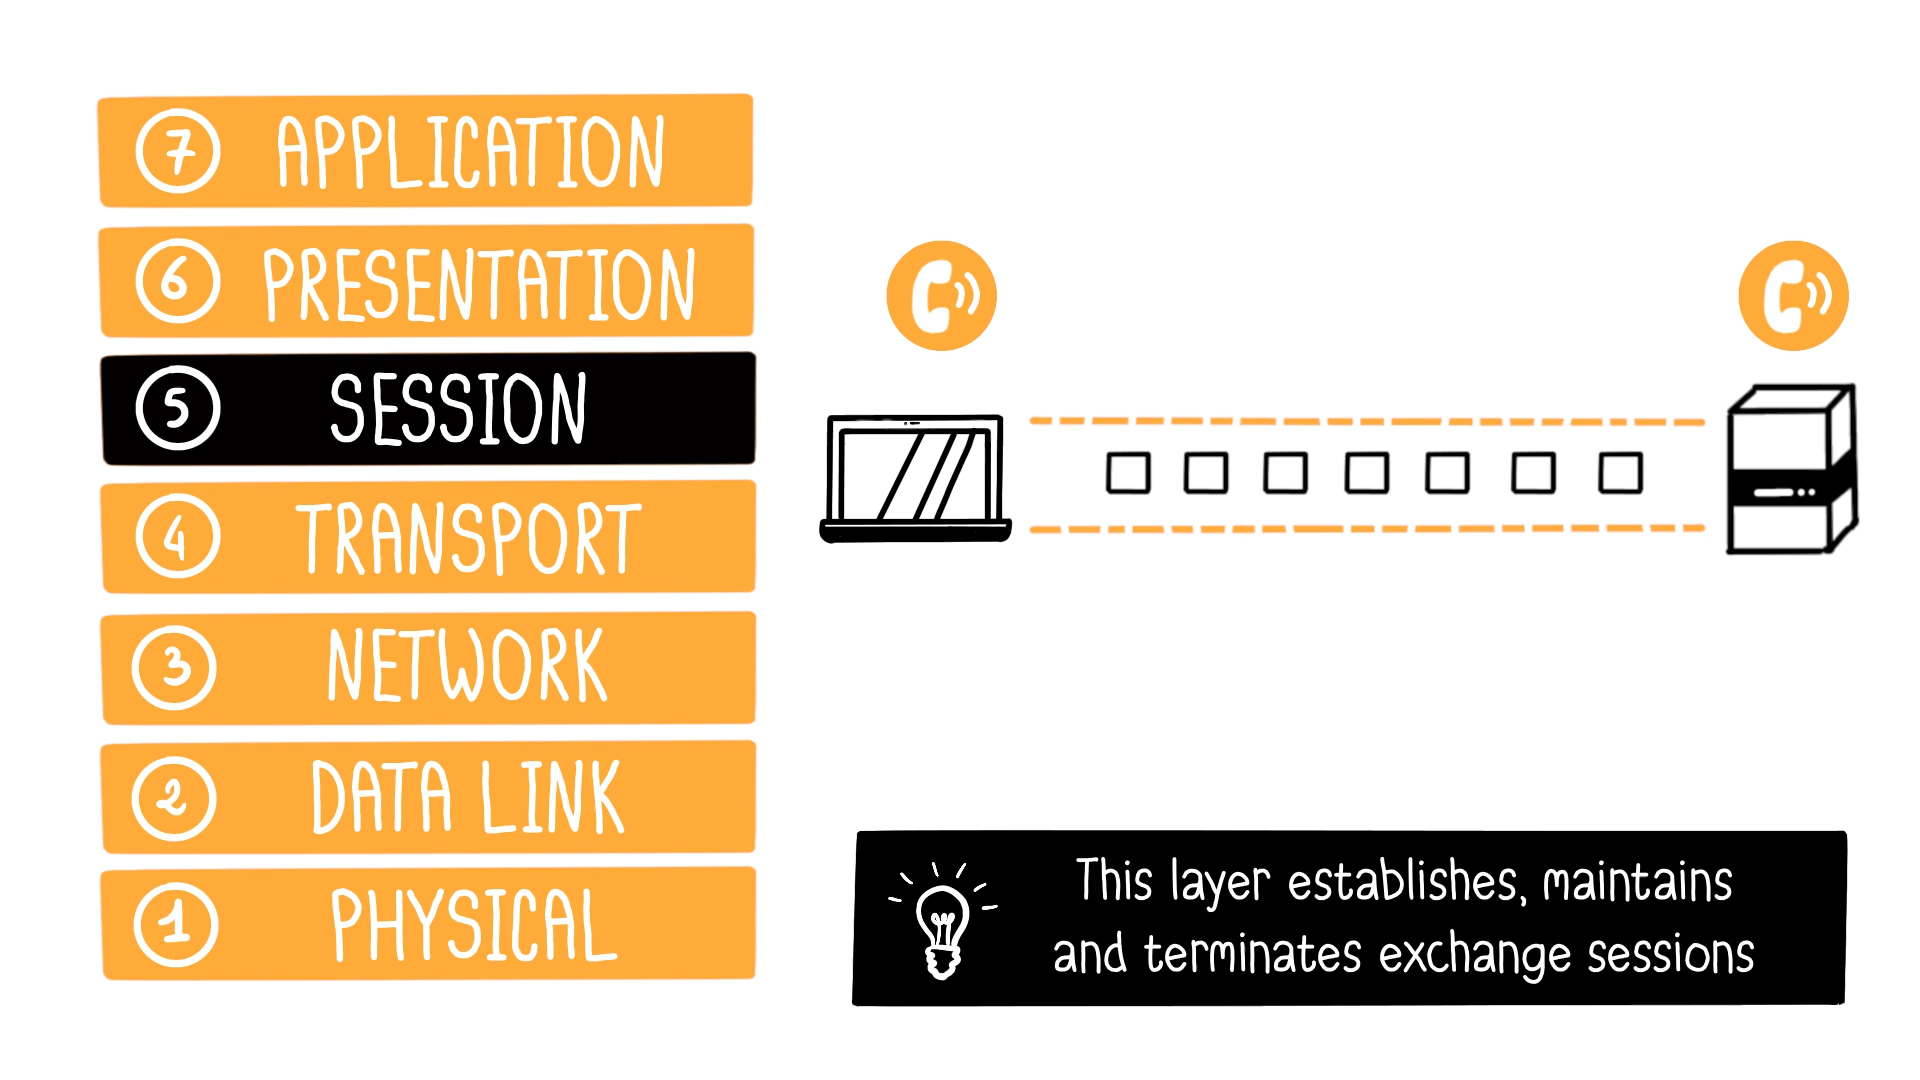 7 APPLICATION
6 PRESENTATION
5 SESSION
4 TRANSPORT
3 NETWORK
2 DATA LINK
1 PHYSICAL
This layer establishes, maintains
and terminates exchange sessions